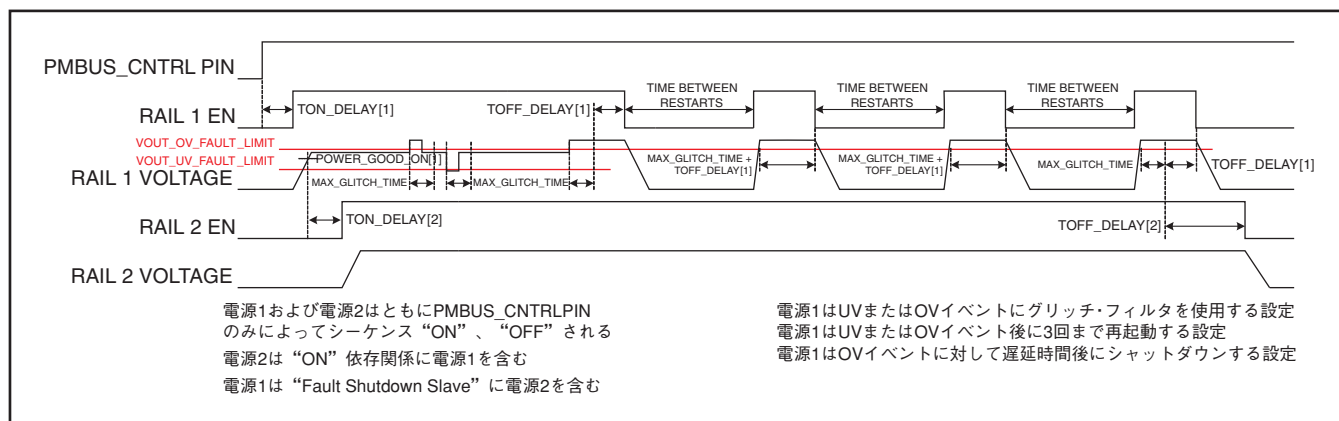 PMBUS_CNTRL PIN
RAIL 1 EN
TON_DELAY[1]
TOFF_DELAY[1]
TIME BETWEEN
RESTARTS
TIME BETWEEN
RESTARTS
TIME BETWEEN
RESTARTS
VOUT_OV_FAULT_LIMIT
VOUT_UV_FAULT_LIMIT
POWER_GOOD_ON[1]
RAIL 1 VOLTAGE
MAX_GLITCH_TIME
MAX_GLITCH_TIME
MAX_GLITCH_TIME +
TOFF_DELAY[1]
MAX_GLITCH_TIME +
TOFF_DELAY[1]
MAX_GLITCH_TIME
TOFF_DELAY[1]
RAIL 2 EN
TON_DELAY[2]
TOFF_DELAY[2]
RAIL 2 VOLTAGE
電源1および電源2はともにPMBUS_CNTRLPIN
のみによってシーケンス“ON”、“OFF”される
電源2は“ON”依存関係に電源1を含む
電源1は“Fault Shutdown Slave”に電源2を含む
電源1はUVまたはOVイベントにグリッチ・フィルタを使用する設定
電源1はUVまたはOVイベント後に3回まで再起動する設定
電源1はOVイベントに対して遅延時間後にシャットダウンする設定